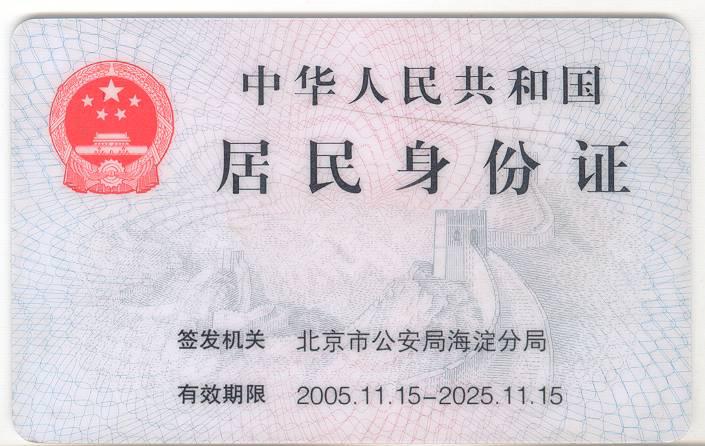 中华人民共和国
居民身份证
签发机关 北京市公安局海淀分局
有效期限 2005.11.15-2025.11.15